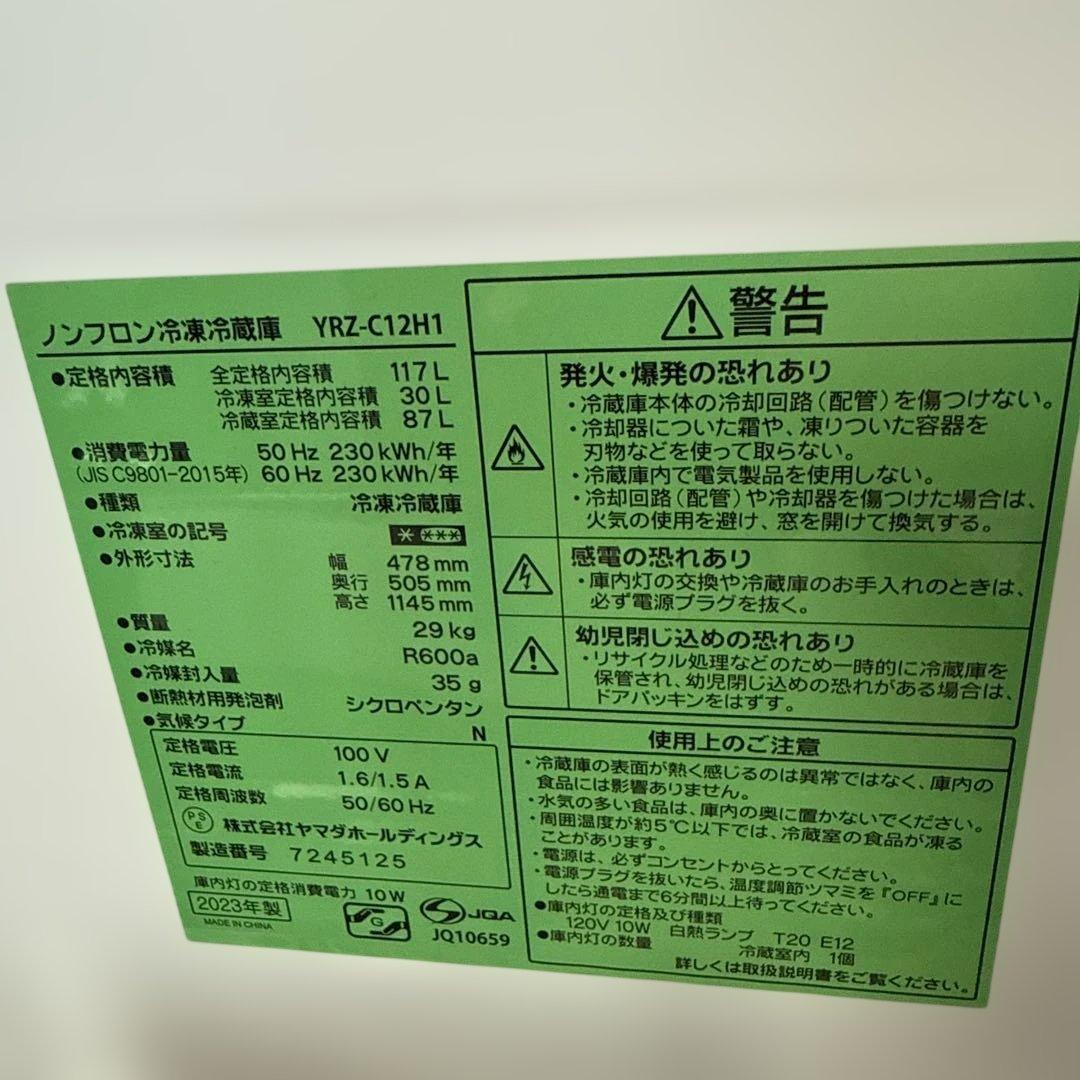 ノンフロン冷凍冷蔵庫 YRZ-C12H1
●定格内容積 全定格内容積 117 L
冷凍室定格内容積 30 L
冷蔵室定格内容積 87 L
●消費電力量 50 Hz 230 kWh/年
(JIS C9801-2015年) 60 Hz 230 kWh/年
●種類 冷凍冷蔵庫
●冷凍室の記号 * ***
●外形寸法 幅 478 mm
奥行 505 mm
高さ 1145 mm
●質量 29 kg
●冷媒名 R600a
●冷媒封入量 35 g
●断熱材用発泡剤 シクロペンタン
●気候タイプ N
定格電圧 100 V
定格電流 1.6/1.5 A
定格周波数 50/60 Hz
PSE 株式会社ヤマダホールディングス
製造番号 7245125
庫内灯の定格消費電力 10W
2023年製
MADE IN CHINA
G
JQA
JQ10659
警告
発火・爆発の恐れあり
・冷蔵庫本体の冷却回路(配管)を傷つけない。
・冷却器についた霜や、凍りついた容器を
刃物などを使って取らない。
・冷蔵庫内で電気製品を使用しない。
・冷却回路(配管)や冷却器を傷つけた場合は、
火気の使用を避け、窓を開けて換気する。
感電の恐れあり
・庫内灯の交換や冷蔵庫のお手入れのときは、
必ず電源プラグを抜く。
幼児閉じ込めの恐れあり
・リサイクル処理などのため一時的に冷蔵庫を
保管され、幼児閉じ込めの恐れがある場合は、
ドアパッキンをはずす。
使用上のご注意
・冷蔵庫の表面が熱く感じるのは異常ではなく、庫内の
食品には影響ありません。
・水気の多い食品は、庫内の奥に置かないでください。
・周囲温度が約5℃以下では、冷蔵室の食品が凍る
ことがあります。
・電源は、必ずコンセントからとってください。
・電源プラグを抜いたら、温度調節ツマミを『OFF』に
したら通電まで6分間以上待ってください。
●庫内灯の定格及び種類
120V 10W 白熱ランプ T20 E12
●庫内灯の数量 冷蔵室内 1個
詳しくは取扱説明書をご覧ください。